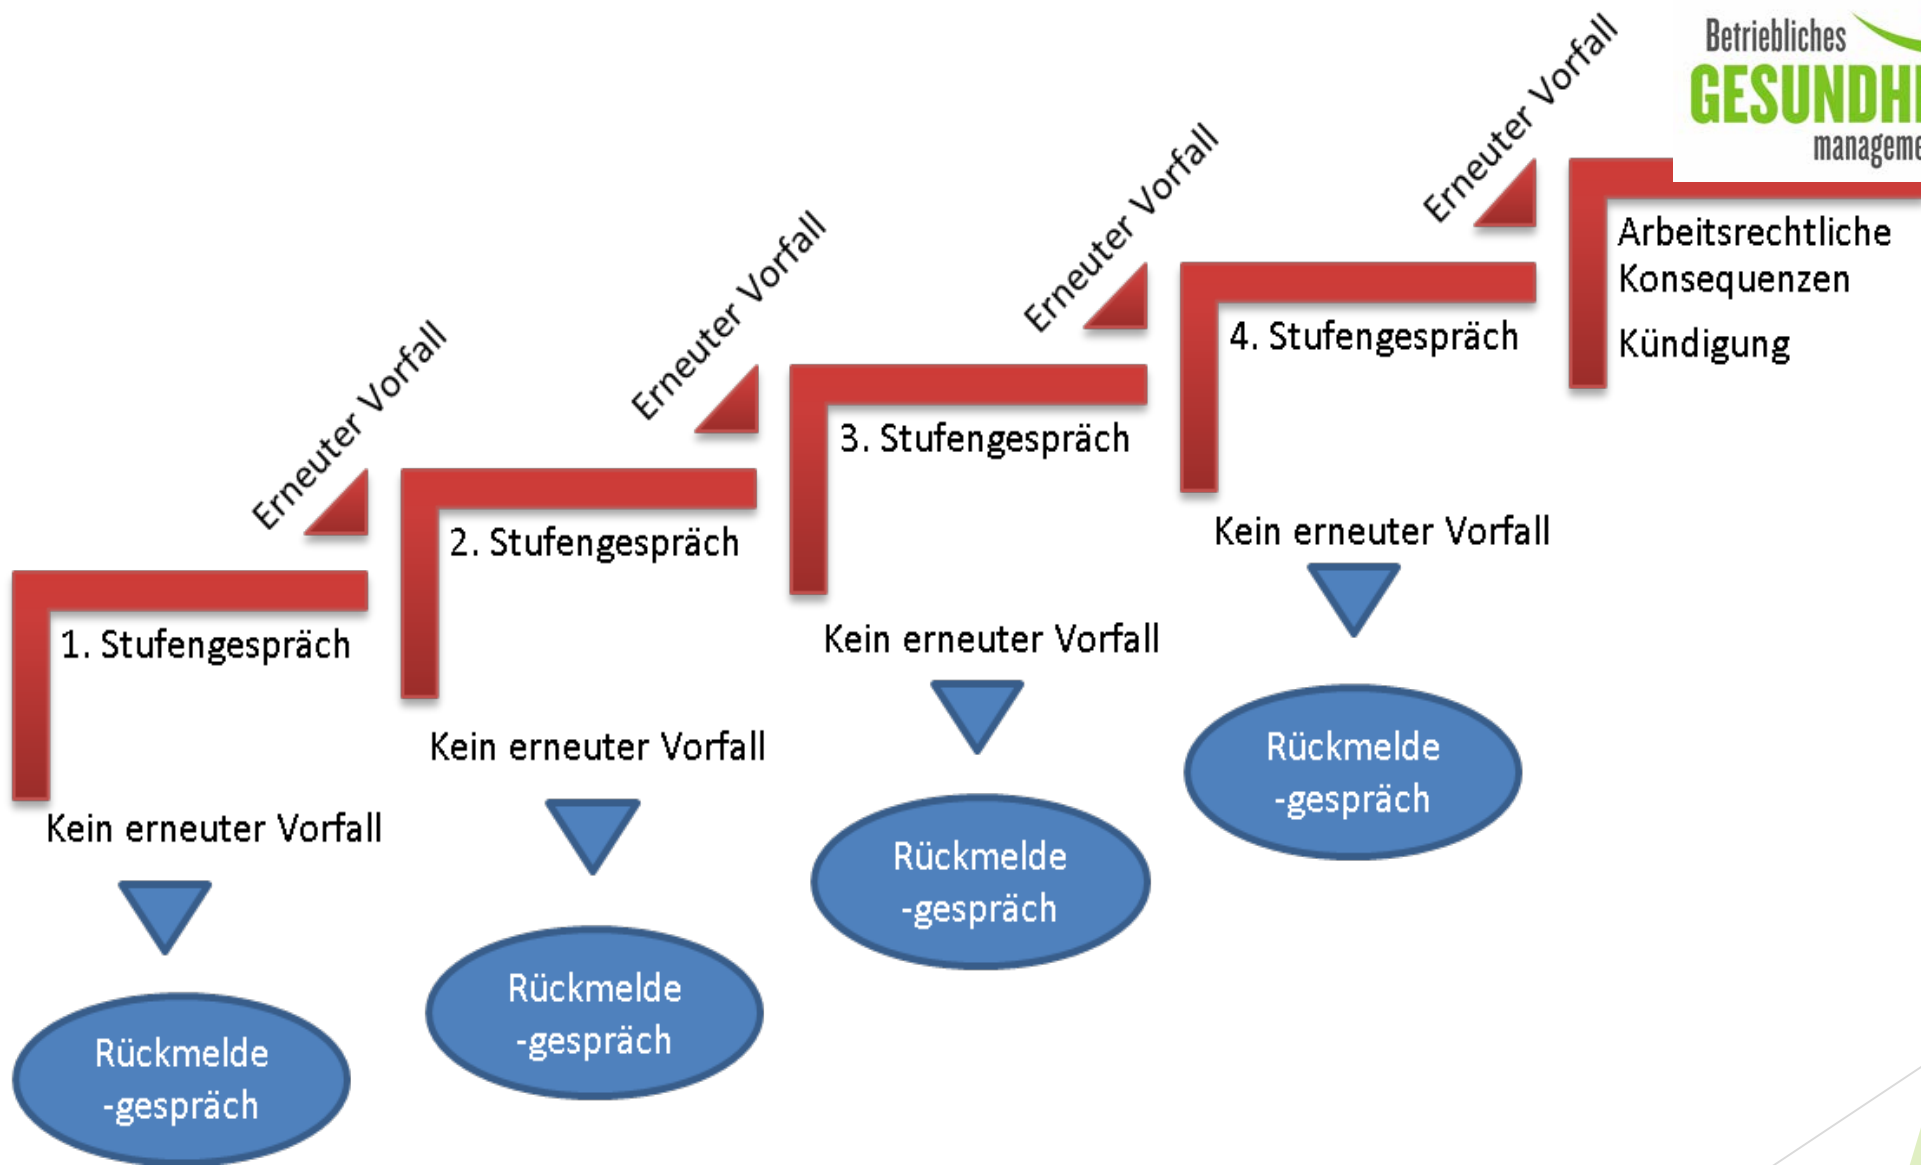 Betriebliches
GESUNDHE
manageme
Erneuter Vorfall
Erneuter Vorfall
Erneuter Vorfall
Erneuter Vorfall
Arbeitsrechtliche
Konsequenzen
Kündigung
4. Stufengespräch
3. Stufengespräch
2. Stufengespräch
1. Stufengespräch
Kein erneuter Vorfall
Kein erneuter Vorfall
Kein erneuter Vorfall
Kein erneuter Vorfall
Rückmelde
-gespräch
Rückmelde
-gespräch
Rückmelde
-gespräch
Rückmelde
-gespräch